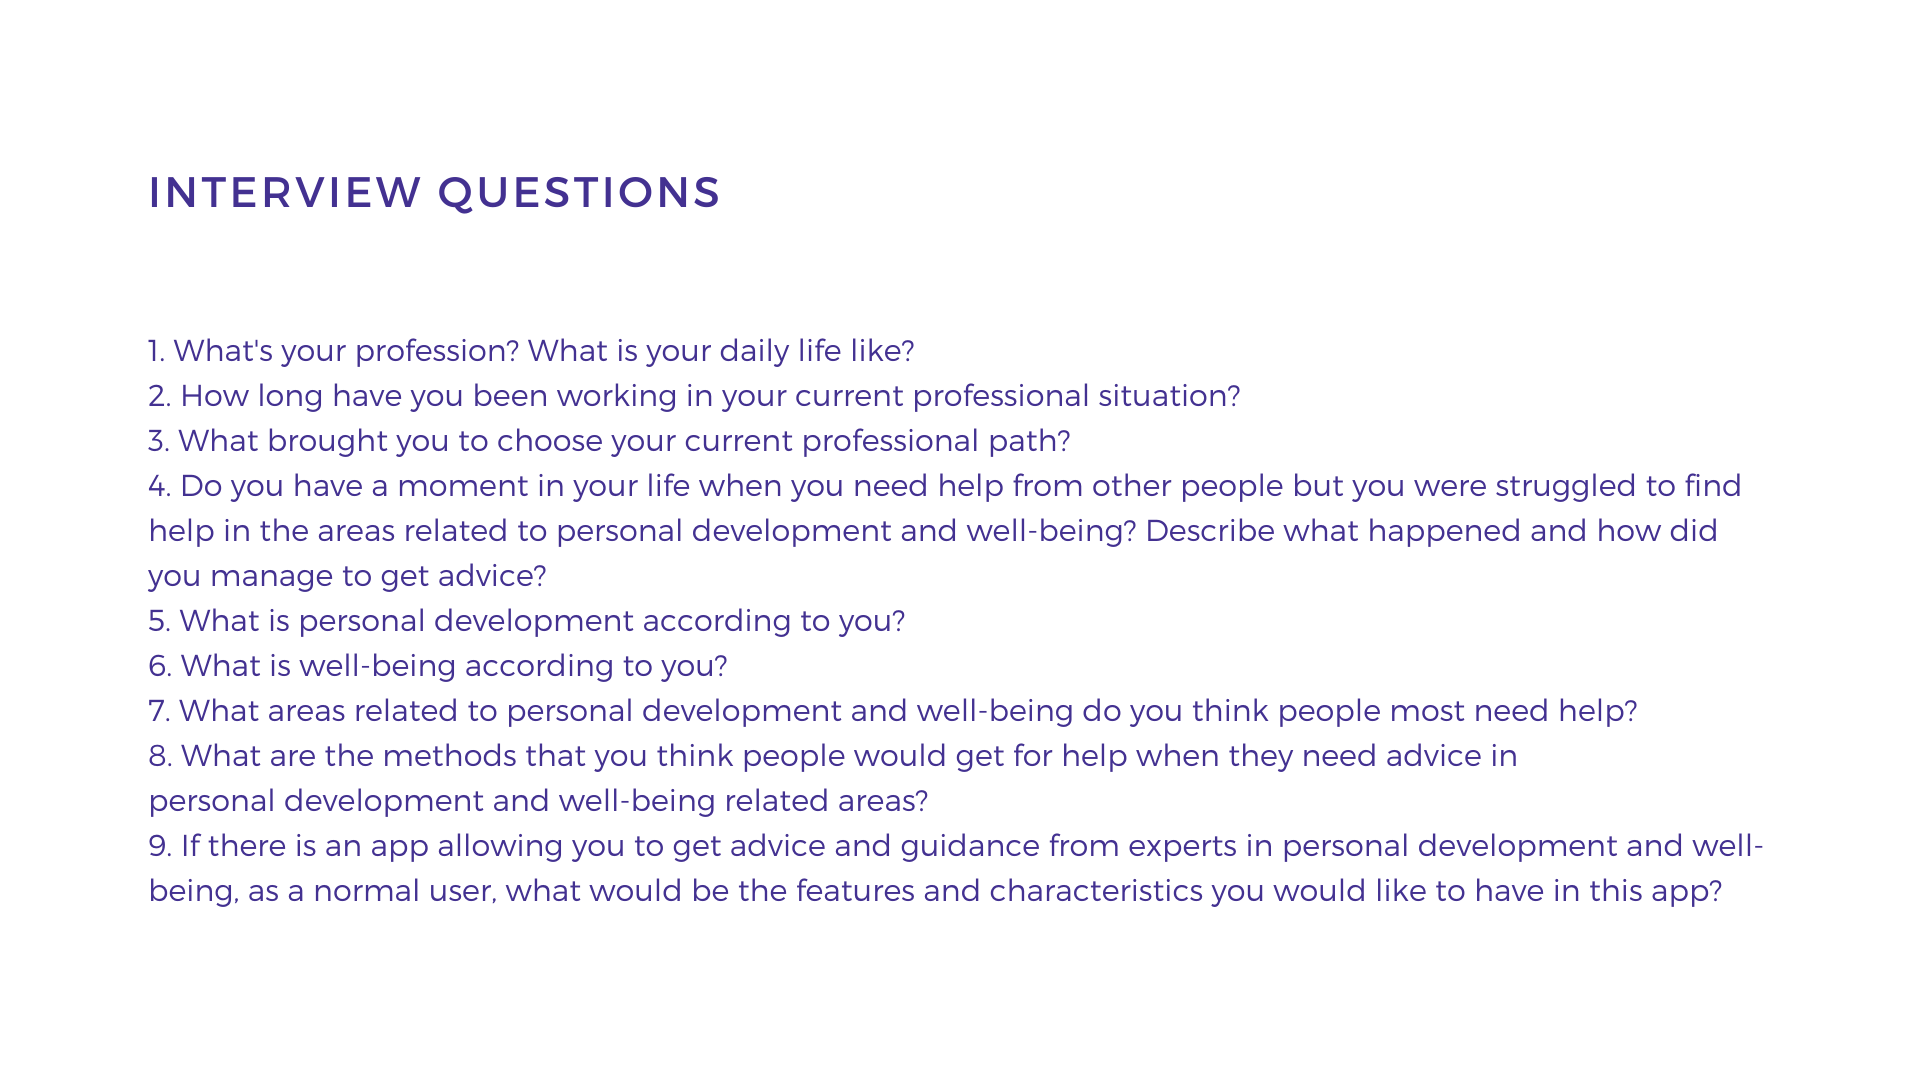 INTERVIEW QUESTIONS
1. What's your profession? What is your daily life like?
2. How long have you been working in your current professional situation?
3. What brought you to choose your current professional path?
4. Do you have a moment in your life when you need help from other people but you were struggled to find
help in the areas related to personal development and well-being? Describe what happened and how did
you manage to get advice?
5. What is personal development according to you?
6. What is well-being according to you?
7. What areas related to personal development and well-being do you think people most need help?
8. What are the methods that you think people would get for help when they need advice in
personal development and well-being related areas?
9. If there is an app allowing you to get advice and guidance from experts in personal development and well-
being, as a normal user, what would be the features and characteristics you would like to have in this app?